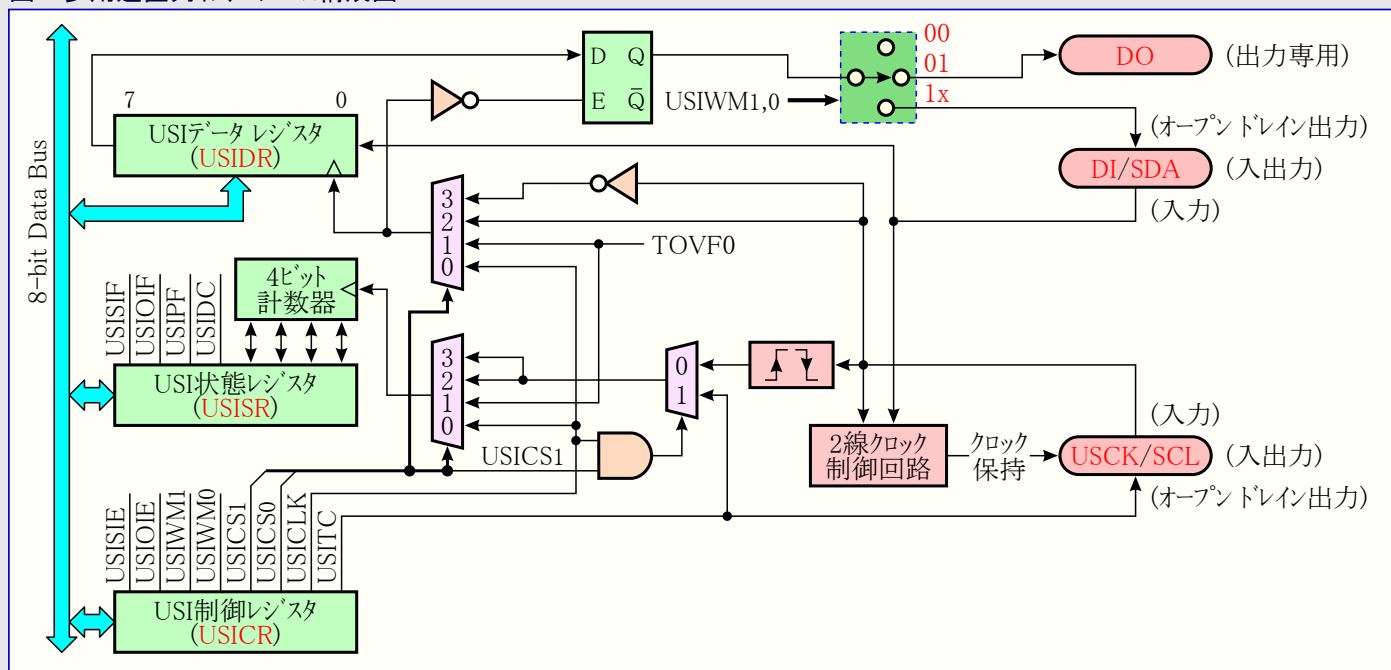 8-bit Data Bus
7 0
USIデータ レジスタ
(USIDR)
D Q
E Q̅
USIWM1,0
00
01
1x
DO
(出力専用)
(オープンドレイン出力)
DI/SDA
(入出力)
(入力)
3
2
1
0
TOVF0
4ビット
計数器
USISIF
USIOIF
USIPF
USIDC
USI状態レジスタ
(USISR)
3
2
1
0
0
1
USICS1
2線クロック
制御回路
クロック
保持
(入力)
USCK/SCL
(入出力)
(オープンドレイン出力)
USISIE
USIOIE
USIWM1
USIWM0
USICS1
USICS0
USICLK
USITC
USI制御レジスタ
(USICR)